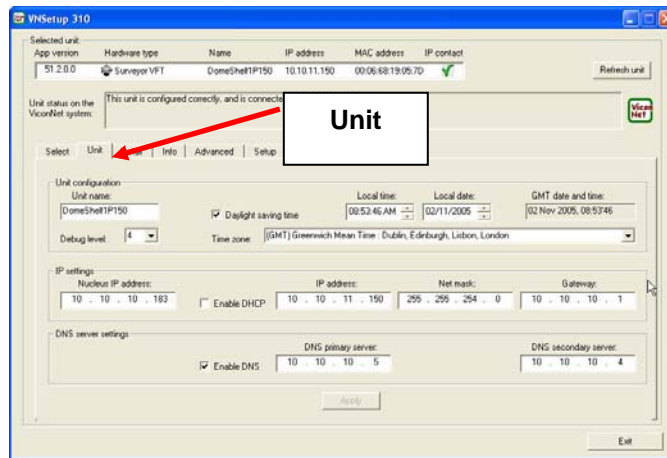 VNSetup 310
Selected unit:
App version Hardware type Name IP address MAC address IP contact
51.2.0.0 Surveyor VFT DomeShell1P150 10.10.11.150 00:06:68:19:05:7D
Refresh unit
Unit status on the
ViconNet system:
This unit is configured correctly, and is connecte
Vicon
Net
Unit
Select Unit Info Advanced Setup
Unit configuration
Unit name: Local time: Local date: GMT date and time:
DomeShell1P150 Daylight saving time 08:53:46 AM 02/11/2005 02 Nov 2005, 08:53:46
Debug level: 4 Time zone: (GMT) Greenwich Mean Time : Dublin, Edinburgh, Lisbon, London
IP settings
Nucleus IP address: IP address: Net mask: Gateway:
10 . 10 . 10 . 183 Enable DHCP 10 . 10 . 11 . 150 255 . 255 . 254 . 0 10 . 10 . 10 . 1
DNS server settings
DNS primary server: DNS secondary server:
Enable DNS 10 . 10 . 10 . 5 10 . 10 . 10 . 4
Apply
Exit